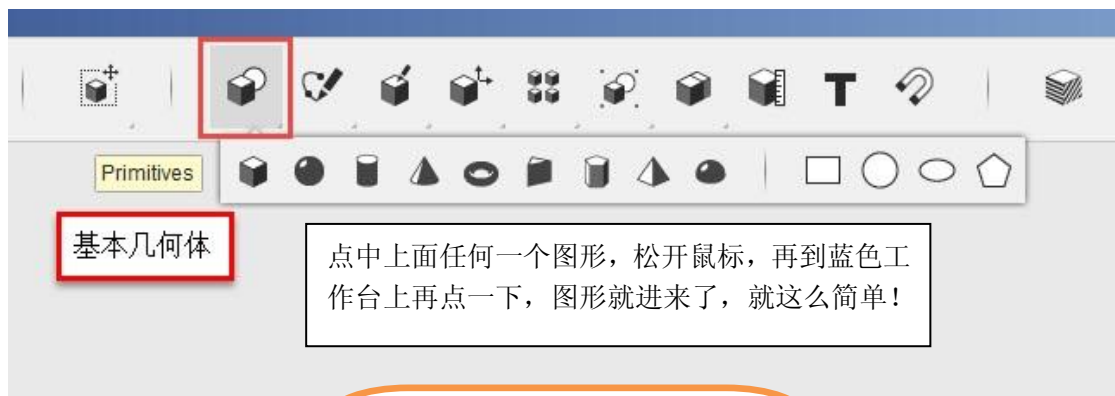 Primitives
基本几何体
点中上面任何一个图形，松开鼠标，再到蓝色工
作台上再点一下，图形就进来了，就这么简单！